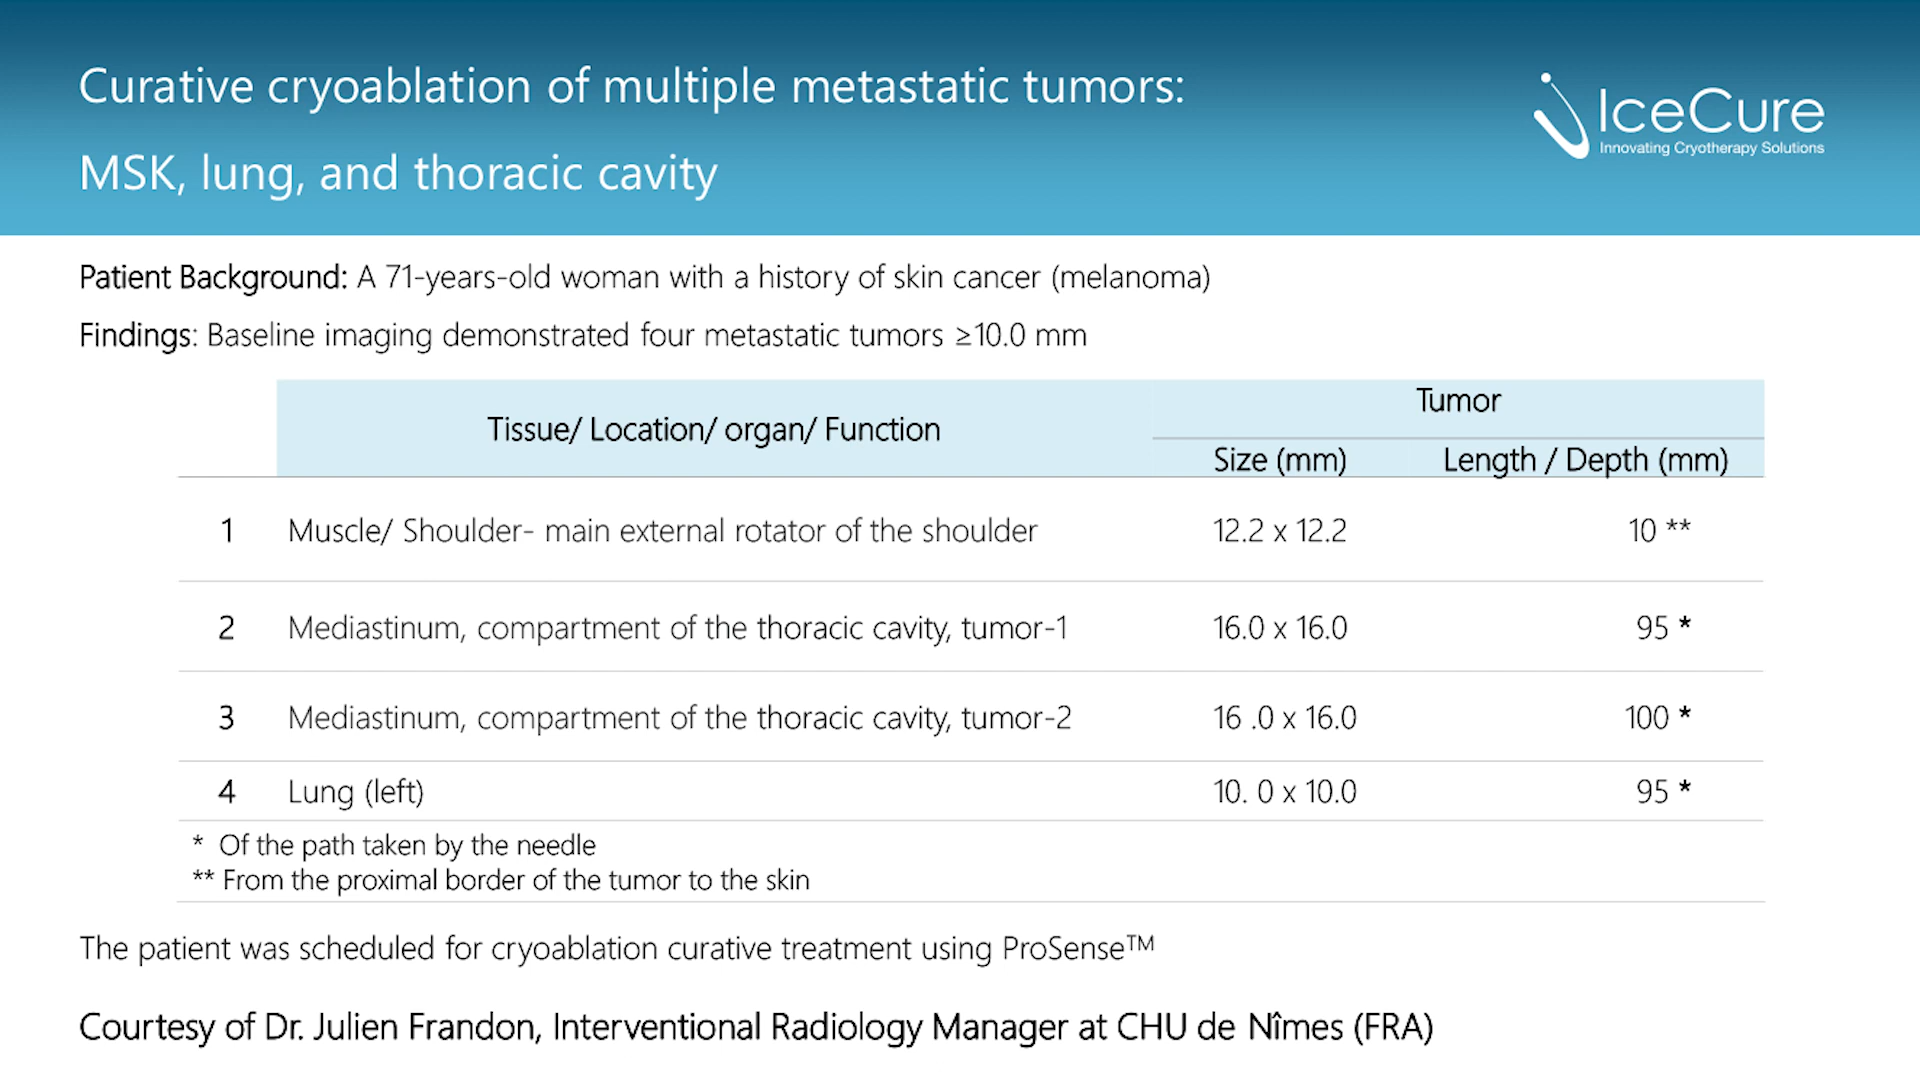 Curative cryoablation of multiple metastatic tumors:
MSK, lung, and thoracic cavity
IceCure
Innovating Cryotherapy Solutions
Patient Background: A 71-years-old woman with a history of skin cancer (melanoma)
Findings: Baseline imaging demonstrated four metastatic tumors ≥10.0 mm
Tissue/ Location/ organ/ Function
Tumor
Size (mm) Length / Depth (mm)
1 Muscle/ Shoulder- main external rotator of the shoulder 12.2 x 12.2 10 **
2 Mediastinum, compartment of the thoracic cavity, tumor-1 16.0 x 16.0 95 *
3 Mediastinum, compartment of the thoracic cavity, tumor-2 16 .0 x 16.0 100 *
4 Lung (left) 10. 0 x 10.0 95 *
* Of the path taken by the needle
** From the proximal border of the tumor to the skin
The patient was scheduled for cryoablation curative treatment using ProSense™
Courtesy of Dr. Julien Frandon, Interventional Radiology Manager at CHU de Nîmes (FRA)